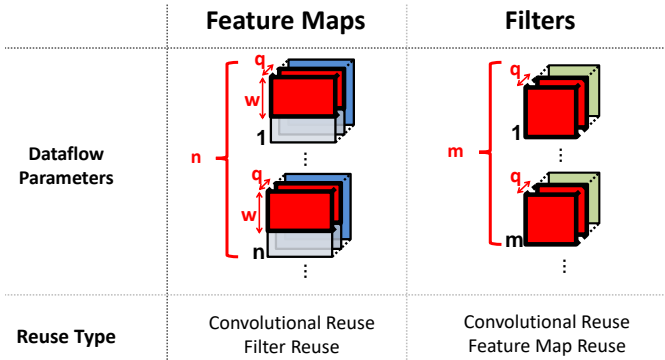 Feature Maps
Filters
Dataflow
Parameters
n
q
w
1
...
q
w
n
...
m
q
1
...
q
m
...
Reuse Type
Convolutional Reuse
Filter Reuse
Convolutional Reuse
Feature Map Reuse